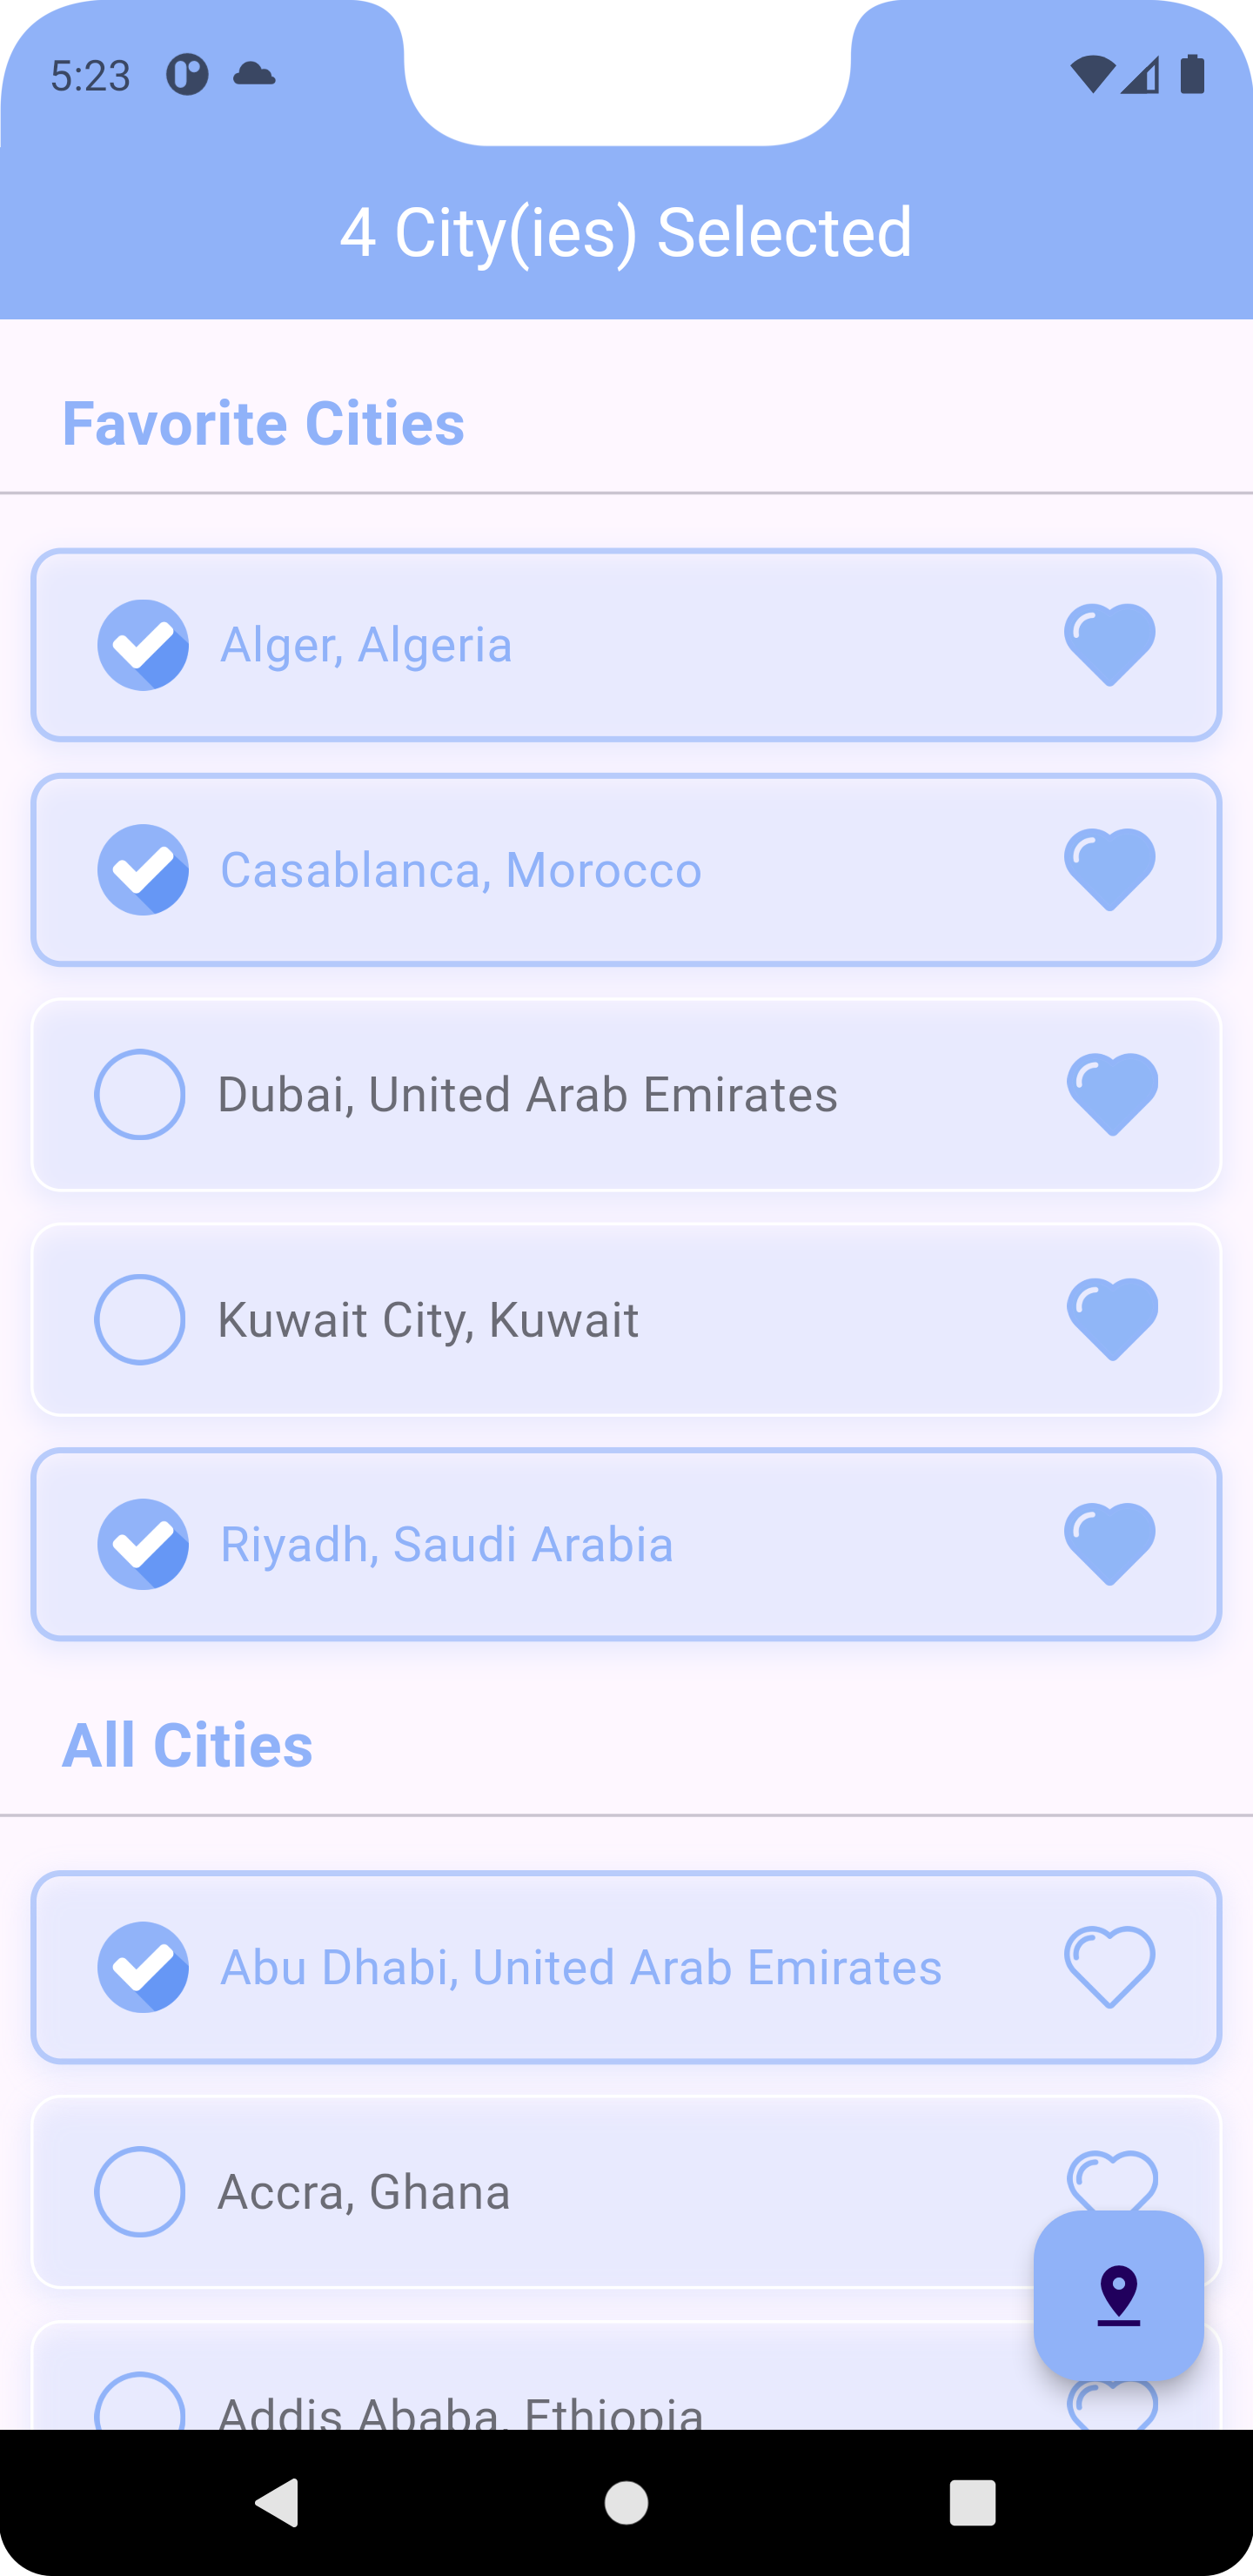 5:23
4 City(ies) Selected
Favorite Cities
Alger, Algeria
Casablanca, Morocco
Dubai, United Arab Emirates
Kuwait City, Kuwait
Riyadh, Saudi Arabia
All Cities
Abu Dhabi, United Arab Emirates
Accra, Ghana
Addis Ababa, Ethiopia